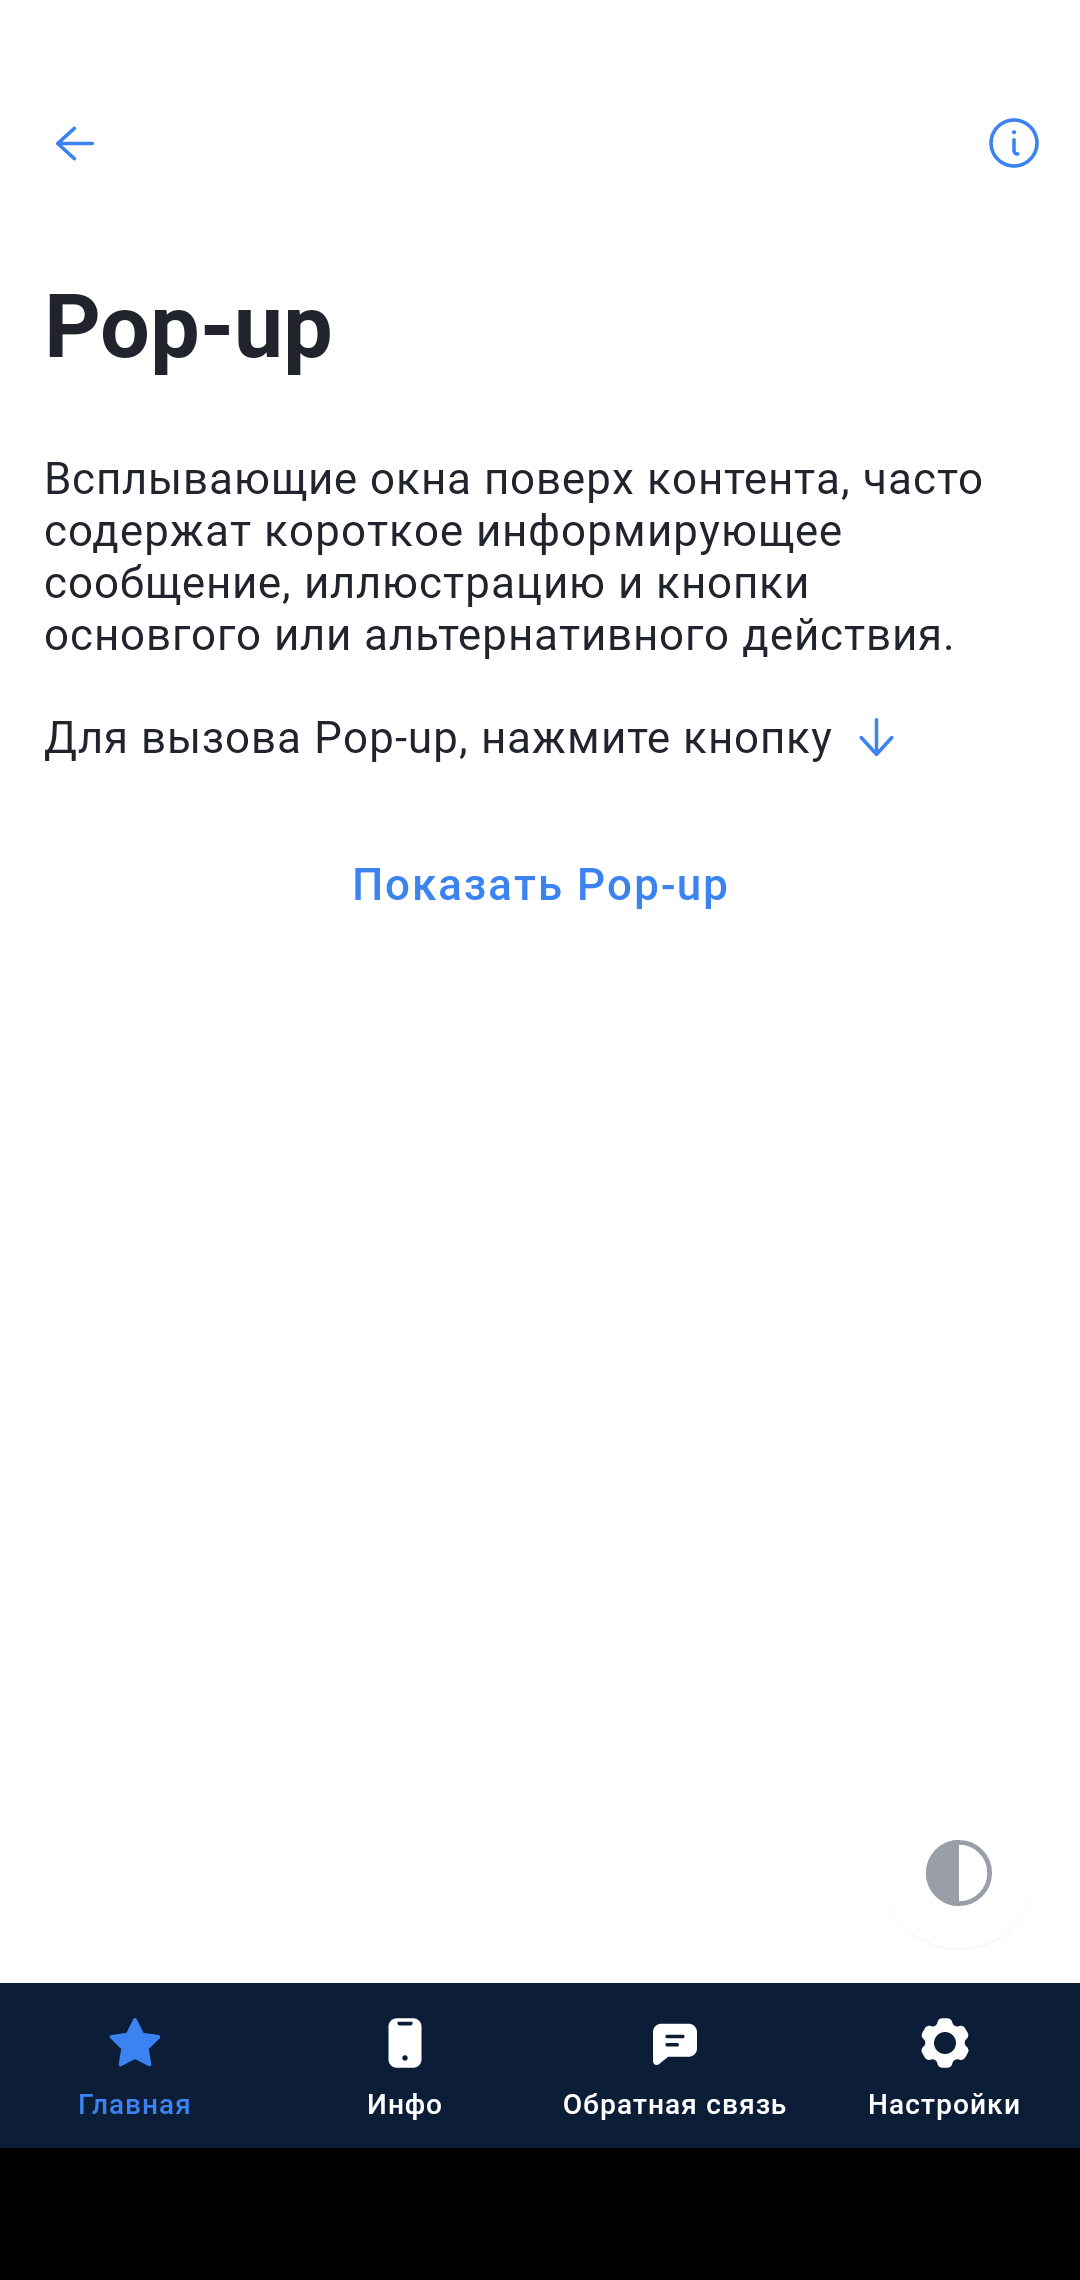 Pop-up
Всплывающие окна поверх контента, часто
содержат короткое информирующее
сообщение, иллюстрацию и кнопки
основгого или альтернативного действия.
Для вызова Pop-up, нажмите кнопку
Показать Pop-up
Главная
Инфо
Обратная связь
Настройки